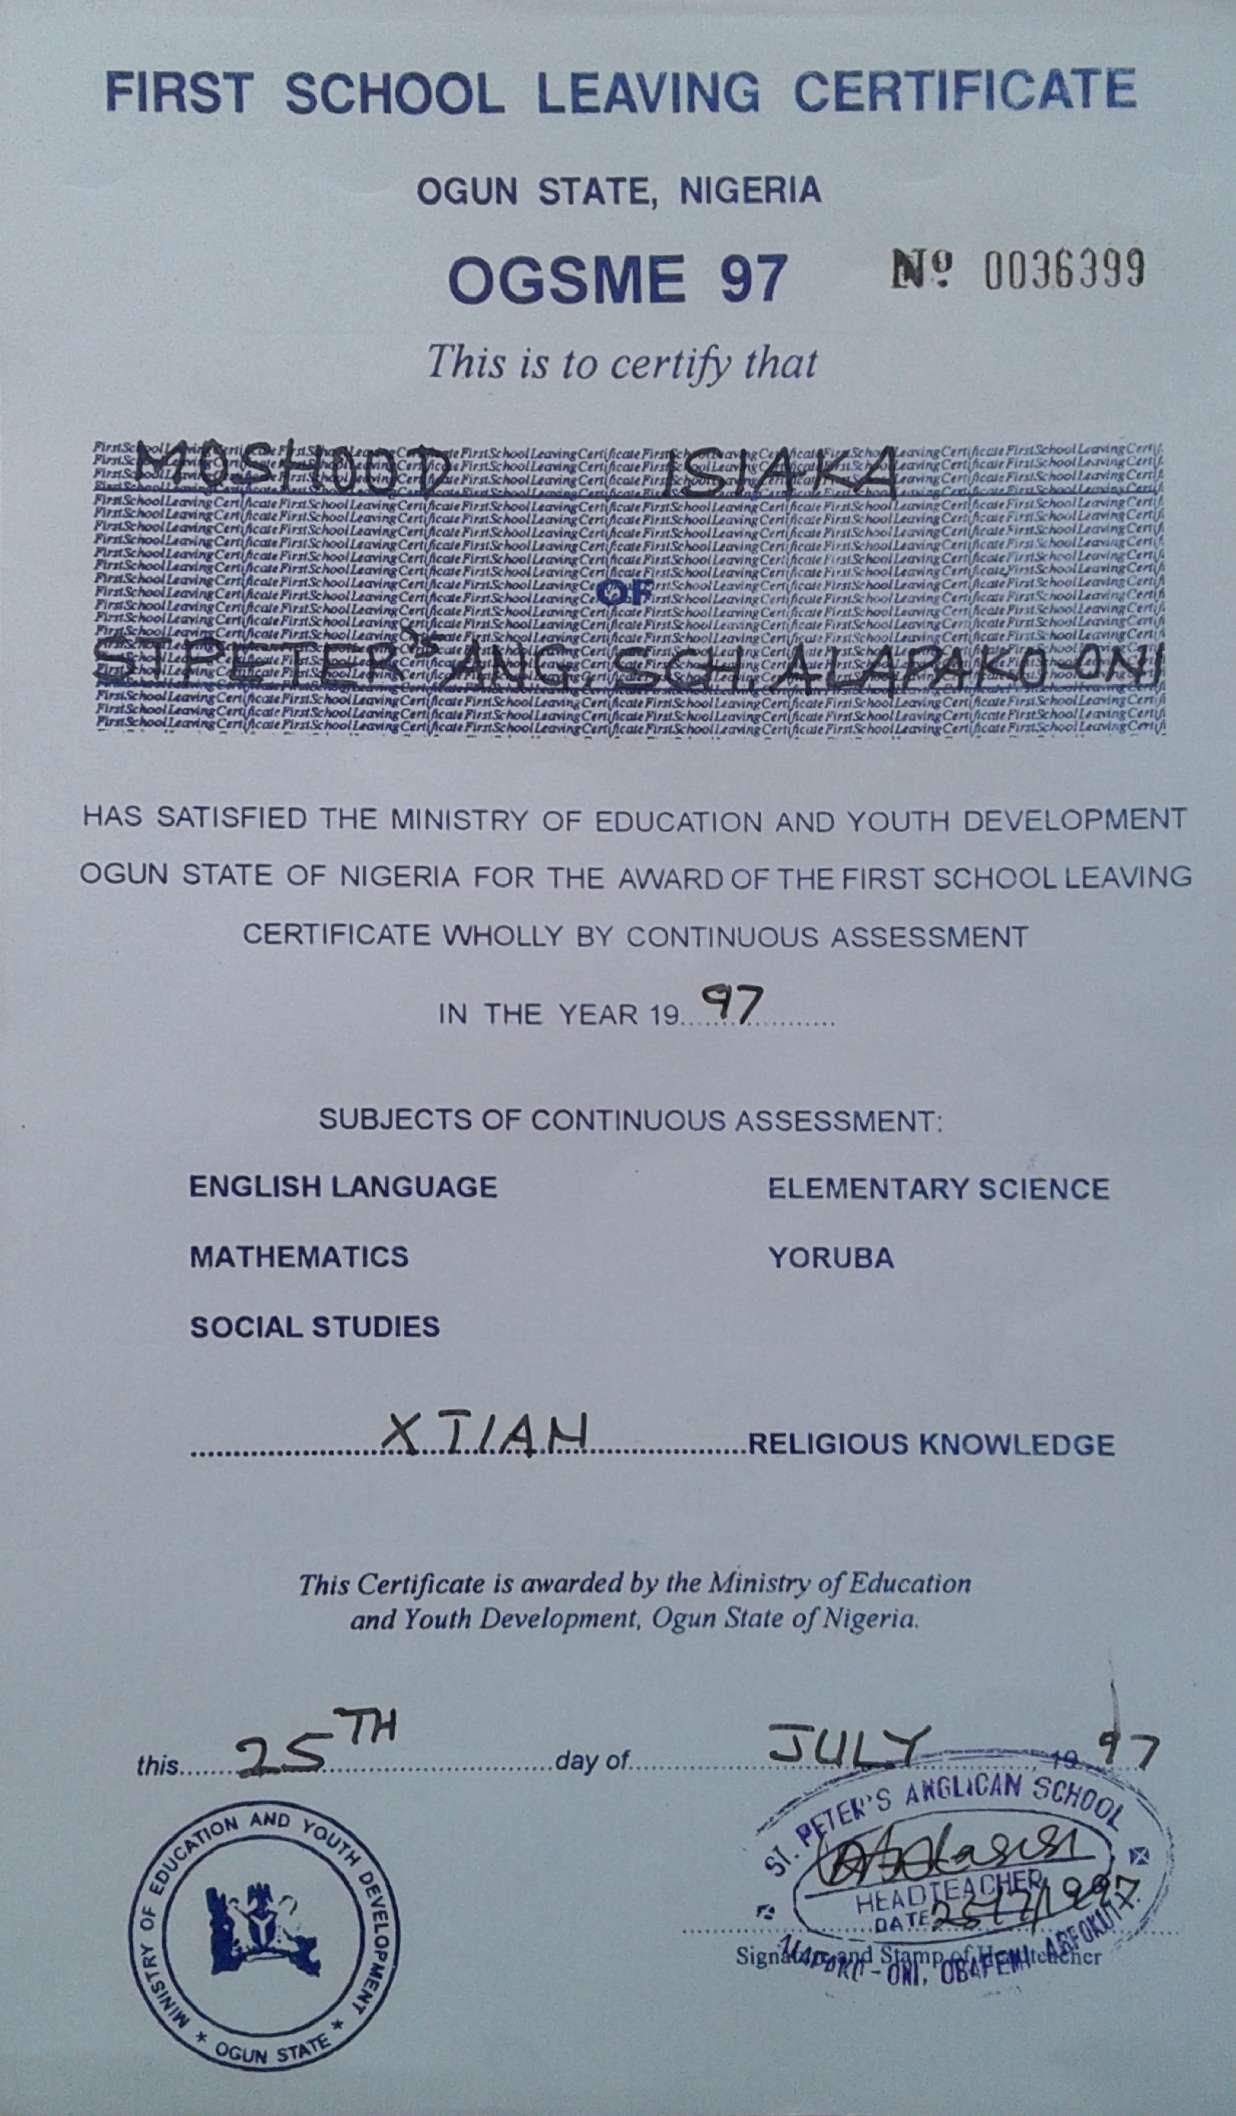 FIRST SCHOOL LEAVING CERTIFICATE
OGUN STATE, NIGERIA
OGSME 97 Nº 0036399
This is to certify that
MOSHOOD ISIAKA
OF
ST PETER'S ANG. SCH. ALAPAKO-ONI
HAS SATISFIED THE MINISTRY OF EDUCATION AND YOUTH DEVELOPMENT
OGUN STATE OF NIGERIA FOR THE AWARD OF THE FIRST SCHOOL LEAVING
CERTIFICATE WHOLLY BY CONTINUOUS ASSESSMENT
IN THE YEAR 19 97
SUBJECTS OF CONTINUOUS ASSESSMENT:
ENGLISH LANGUAGE ELEMENTARY SCIENCE
MATHEMATICS YORUBA
SOCIAL STUDIES
XTIAN RELIGIOUS KNOWLEDGE
This Certificate is awarded by the Ministry of Education
and Youth Development, Ogun State of Nigeria.
this 25TH day of JULY 19 97
MINISTRY OF EDUCATION AND YOUTH DEVELOPMENT
* OGUN STATE *
ST. PETER'S ANGLICAN SCHOOL
HEADTEACHER
DATE 25/7/1997
Signature and Stamp of Headteacher
ALAPAKO-ONI, OBAFEMI